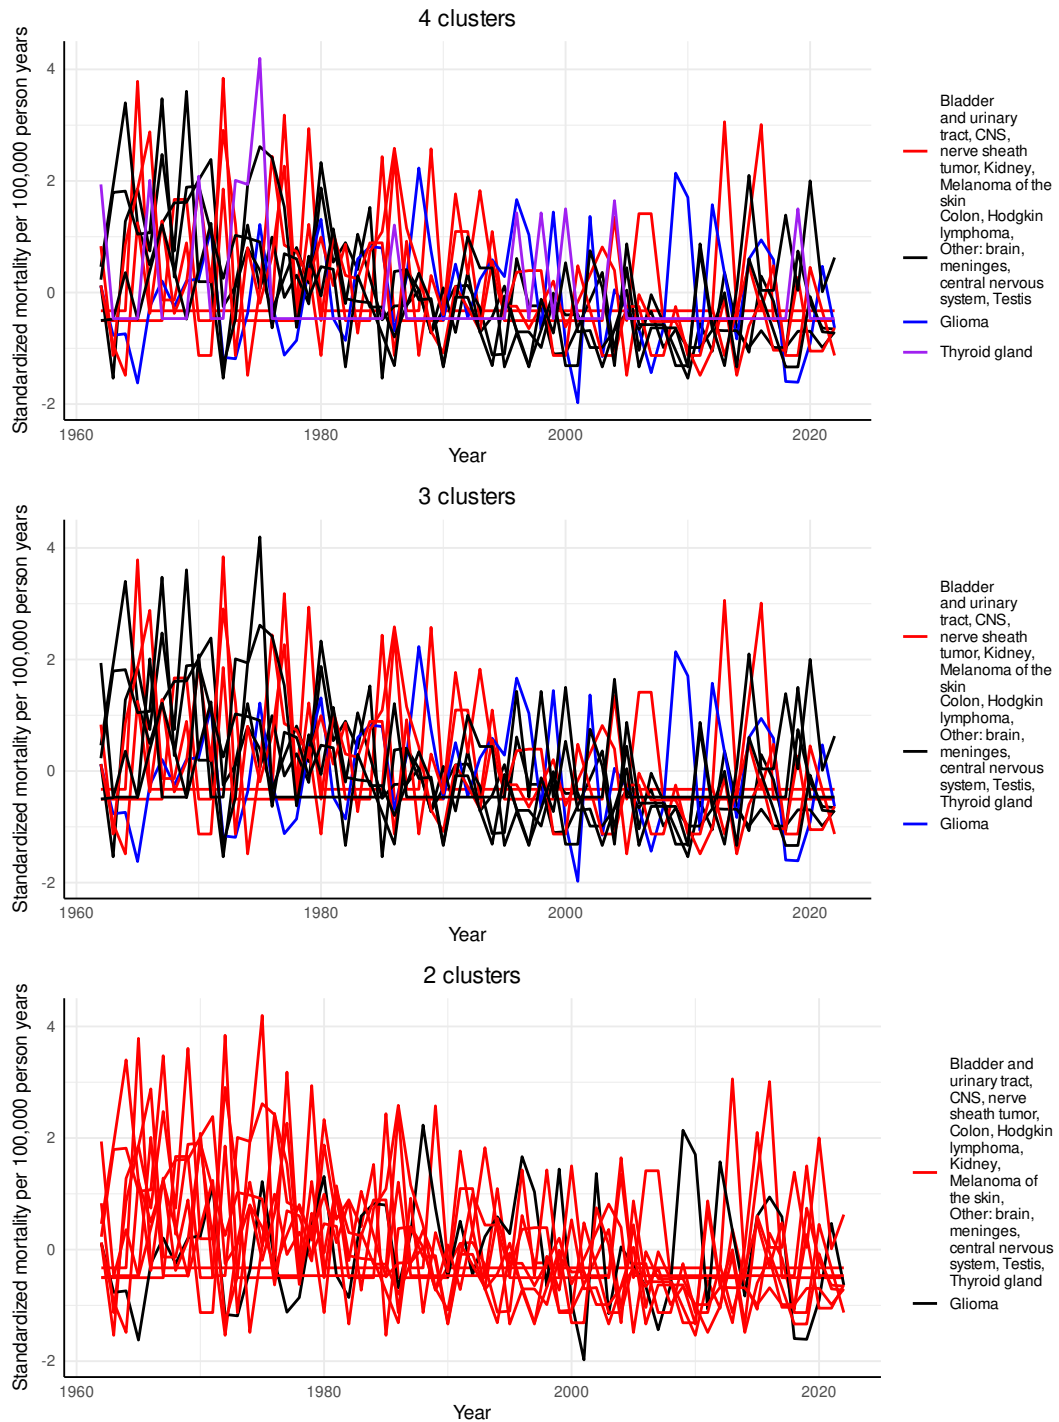 4 clusters
Standardized mortality per 100,000 person years
4
2
0
-2
1960
1980
2000
2020
Year
Bladder
and urinary
tract, CNS,
nerve sheath
tumor, Kidney,
Melanoma of the
skin
Colon, Hodgkin
lymphoma,
Other: brain,
meninges,
central nervous
system, Testis
Glioma
Thyroid gland
3 clusters
Standardized mortality per 100,000 person years
4
2
0
-2
1960
1980
2000
2020
Year
Bladder
and urinary
tract, CNS,
nerve sheath
tumor, Kidney,
Melanoma of the
skin
Colon, Hodgkin
lymphoma,
Other: brain,
meninges,
central nervous
system, Testis,
Thyroid gland
Glioma
2 clusters
Standardized mortality per 100,000 person years
4
2
0
-2
1960
1980
2000
2020
Year
Bladder and
urinary tract,
CNS, nerve
sheath tumor,
Colon, Hodgkin
lymphoma,
Kidney,
Melanoma of
the skin,
Other: brain,
meninges,
central nervous
system, Testis,
Thyroid gland
Glioma